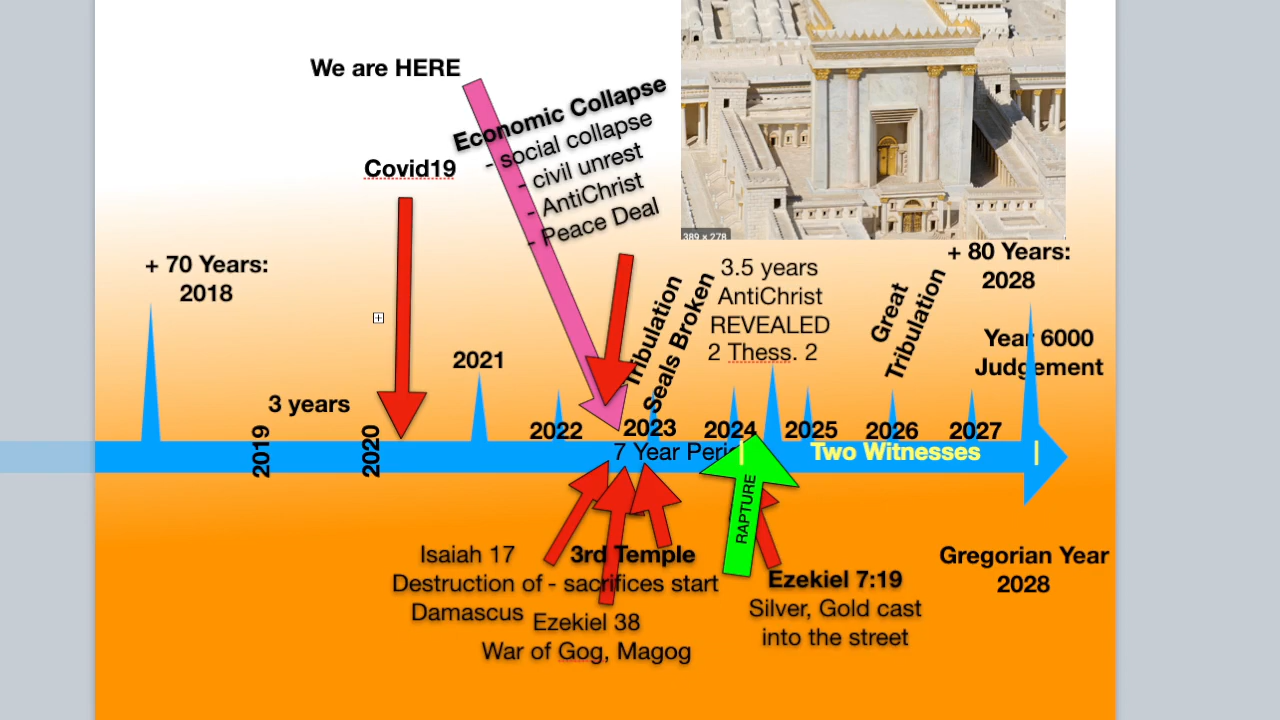 We are HERE
Economic Collapse
- social collapse
- civil unrest
- AntiChrist
- Peace Deal
Covid19
389 × 278
+ 70 Years:
2018
3.5 years
AntiChrist
REVEALED
2 Thess. 2
+ 80 Years:
2028
Tribulation
Seals Broken
Great
Tribulation
Year 6000
Judgement
3 years
2019
2020
2021
2022
2023
2024
2025
2026
2027
7 Year Peri
Two Witnesses
RAPTURE
Isaiah 17
Destruction of
Damascus
3rd Temple
- sacrifices start
Ezekiel 38
War of Gog, Magog
Ezekiel 7:19
Silver, Gold cast
into the street
Gregorian Year
2028